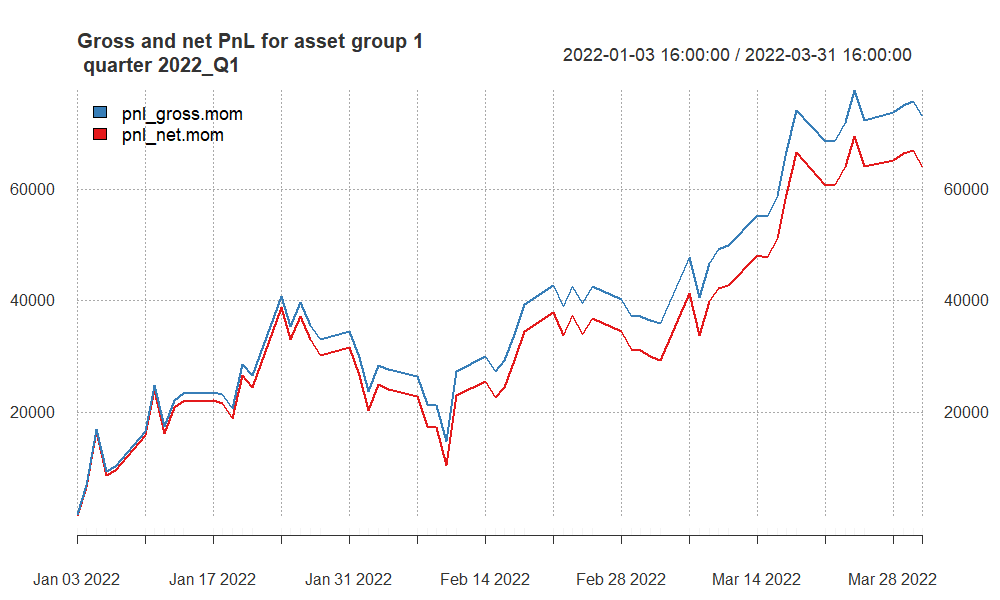 Gross and net PnL for asset group 1
quarter 2022_Q1
2022-01-03 16:00:00 / 2022-03-31 16:00:00
pnl_gross.mom
pnl_net.mom
60000 60000
40000 40000
20000 20000
Jan 03 2022 Jan 17 2022 Jan 31 2022 Feb 14 2022 Feb 28 2022 Mar 14 2022 Mar 28 2022